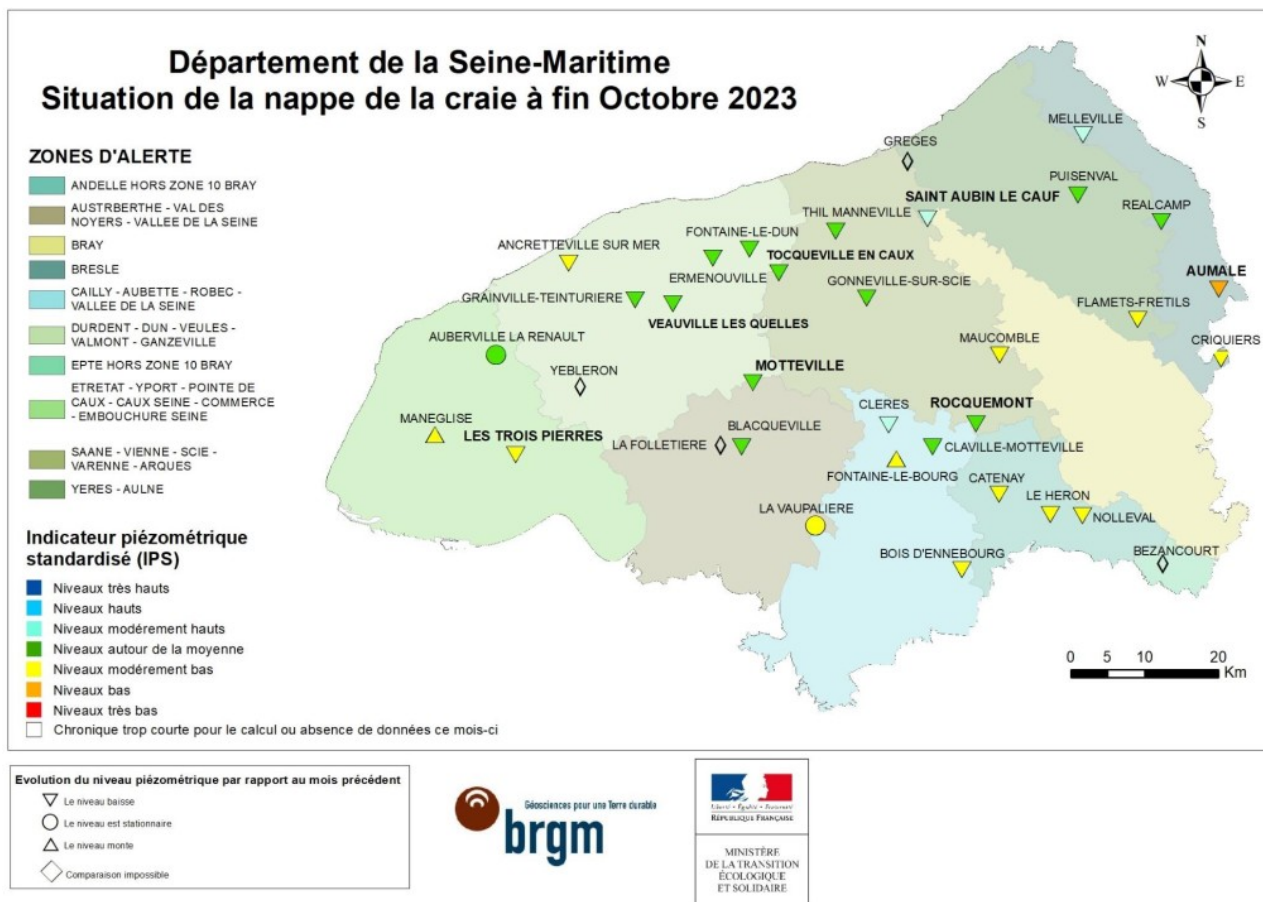 Département de la Seine-Maritime
Situation de la nappe de la craie à fin Octobre 2023
N
W
E
S
ZONES D'ALERTE
ANDELLE HORS ZONE 10 BRAY
AUSTRBERTHE - VAL DES
NOYERS - VALLEE DE LA SEINE
BRAY
BRESLE
CAILLY - AUBETTE - ROBEC -
VALLEE DE LA SEINE
DURDENT - DUN - VEULES -
VALMONT - GANZEVILLE
EPTE HORS ZONE 10 BRAY
ETRETAT - YPORT - POINTE DE
CAUX - CAUX SEINE - COMMERCE
- EMBOUCHURE SEINE
SAANE - VIENNE - SCIE -
VARENNE - ARQUES
YERES - AULNE
Indicateur piézométrique
standardisé (IPS)
Niveaux très hauts
Niveaux hauts
Niveaux modérement hauts
Niveaux autour de la moyenne
Niveaux modérement bas
Niveaux bas
Niveaux très bas
Chronique trop courte pour le calcul ou absence de données ce mois-ci
MELLEVILLE
GREGES
PUISENVAL
SAINT AUBIN LE CAUF
REALCAMP
THIL MANNEVILLE
FONTAINE-LE-DUN
ANCRETTEVILLE SUR MER
TOCQUEVILLE EN CAUX
ERMENOUVILLE
AUMALE
GONNEVILLE-SUR-SCIE
GRAINVILLE-TEINTURIERE
FLAMETS-FRETILS
VEAUVILLE LES QUELLES
AUBERVILLE LA RENAULT
MAUCOMBLE
CRIQUIERS
MOTTEVILLE
YEBLERON
CLERES
ROCQUEMONT
MANEGLISE
BLACQUEVILLE
LES TROIS PIERRES
LA FOLLETIERE
CLAVILLE-MOTTEVILLE
FONTAINE-LE-BOURG
CATENAY
LE HERON
LA VAUPALIERE
NOLLEVAL
BOIS D'ENNEBOURG
BEZANCOURT
0 5 10 20
Km
Evolution du niveau piézométrique par rapport au mois précédent
Le niveau baisse
Le niveau est stationnaire
Le niveau monte
Comparaison impossible
Géosciences pour une Terre durable
brgm
Liberté • Égalité • Fraternité
RÉPUBLIQUE FRANÇAISE
MINISTÈRE
DE LA TRANSITION
ÉCOLOGIQUE
ET SOLIDAIRE